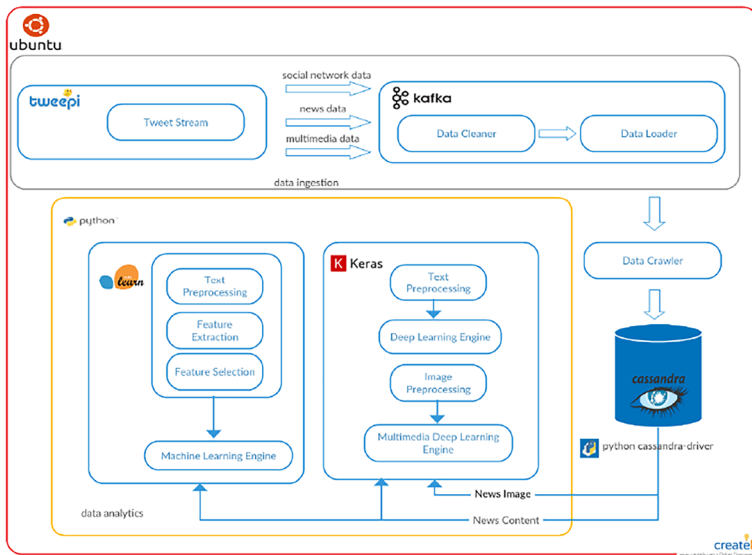 ubuntu
social network data
tweepi
kafka
news data
Tweet Stream
Data Cleaner
Data Loader
multimedia data
data ingestion
python
Data Crawler
learn
K Keras
Text
Preprocessing
Feature
Extraction
Feature Selection
Machine Learning Engine
Text
Preprocessing
Deep Learning Engine
Image
Preprocessing
Multimedia Deep Learning
Engine
cassandra
python cassandra-driver
News Image
News Content
data analytics